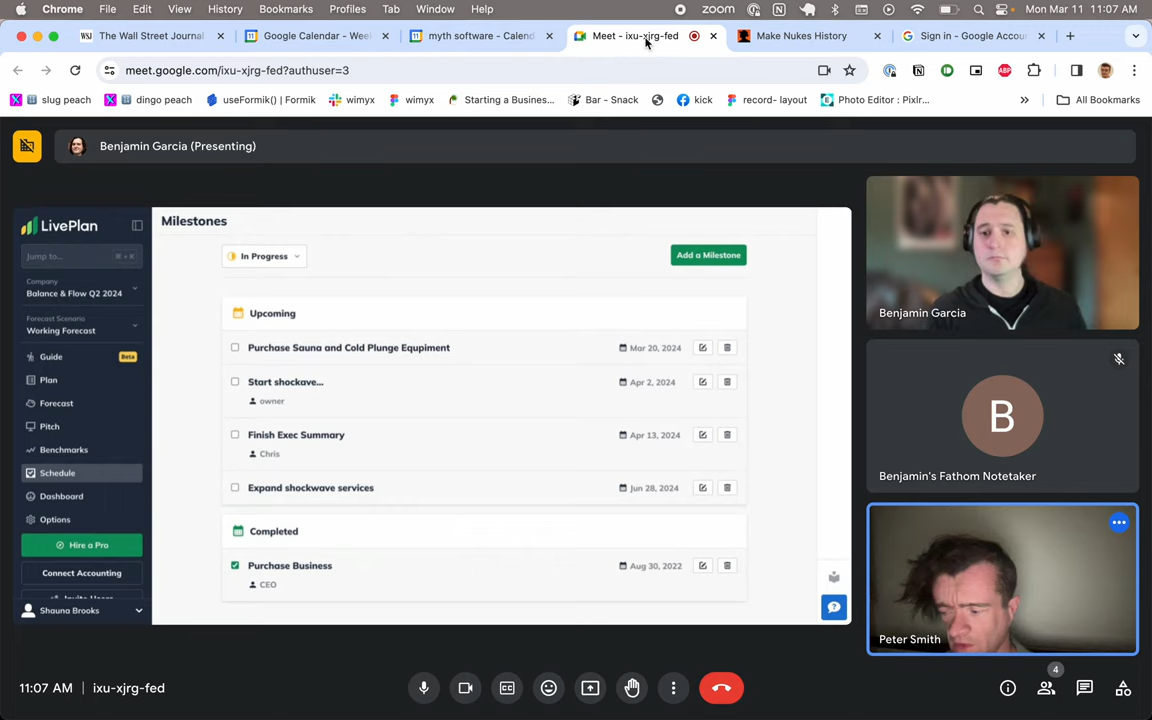 Chrome File Edit View History Bookmarks Profiles Tab Window Help zoom Mon Mar 11 11:07 AM
The Wall Street Journal Google Calendar - Week myth software - Calend Meet - ixu-xjrg-fed Make Nukes History Sign in - Google Accou
meet.google.com/ixu-xjrg-fed?authuser=3
slug peach dingo peach useFormik() | Formik wimyx wimyx Starting a Business... Bar - Snack kick record- layout Photo Editor : Pixlr... » All Bookmarks
Benjamin Garcia (Presenting)
LivePlan
Jump to... ⌘ + K
Company
Balance & Flow Q2 2024
Forecast Scenario
Working Forecast
Guide Beta
Plan
Forecast
Pitch
Benchmarks
Schedule
Dashboard
Options
Hire a Pro
Connect Accounting
Invite Users
Shauna Brooks
Milestones
In Progress Add a Milestone
Upcoming
Purchase Sauna and Cold Plunge Equpiment Mar 20, 2024
Start shockave... Apr 2, 2024
owner
Finish Exec Summary Apr 13, 2024
Chris
Expand shockwave services Jun 28, 2024
Completed
Purchase Business Aug 30, 2022
CEO
Benjamin Garcia
B
Benjamin's Fathom Notetaker
Peter Smith
11:07 AM | ixu-xjrg-fed
4